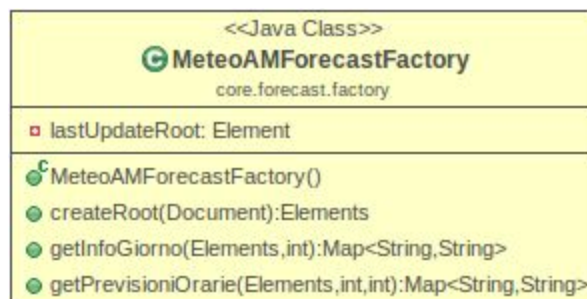 <<Java Class>>
C MeteoAMForecastFactory
core.forecast.factory
lastUpdateRoot: Element
C MeteoAMForecastFactory()
createRoot(Document):Elements
getInfoGiorno(Elements,int):Map<String,String>
getPrevisioniOrarie(Elements,int,int):Map<String,String>